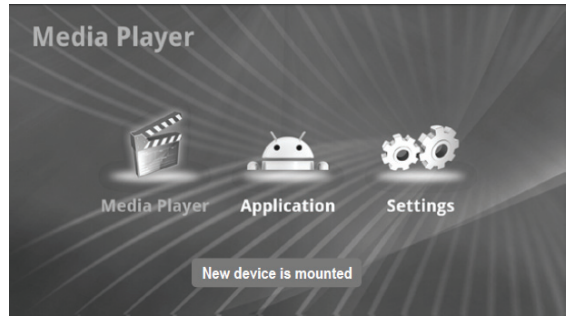 Media Player
Media Player Application Settings
New device is mounted